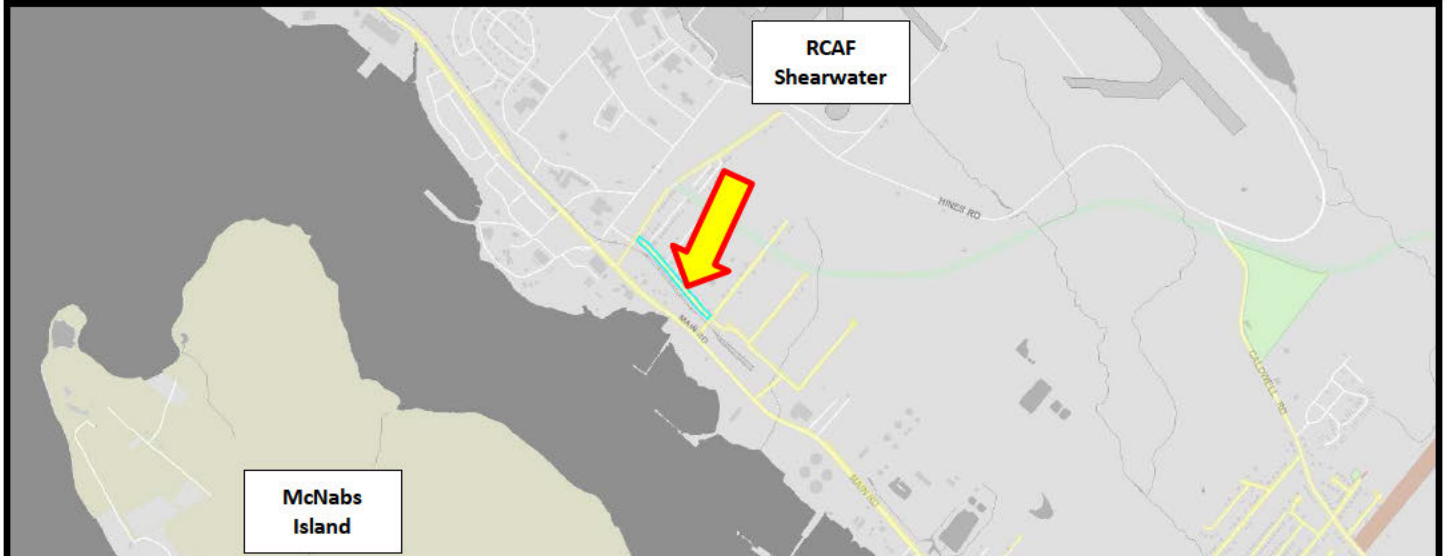 RCAF
Shearwater
HINES RD
MAIN RD
CALDWELL RD
MAIN RD
McNabs
Island